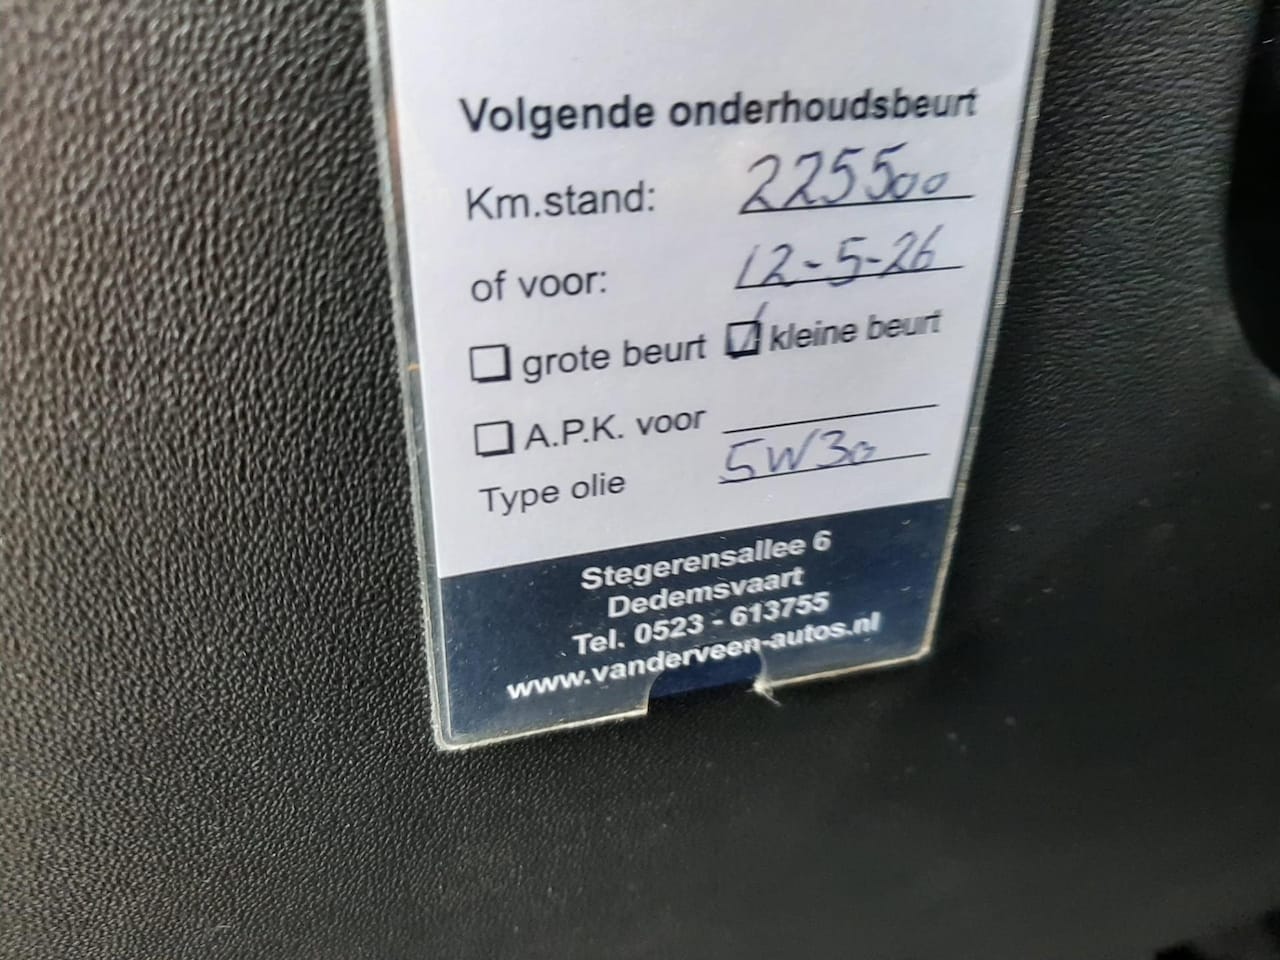 Volgende onderhoudsbeurt
Km.stand: 225500
of voor: 12-5-26
grote beurt kleine beurt
A.P.K. voor
Type olie 5W30
Stegerensallee 6
Dedemsvaart
Tel. 0523 - 613755
www.vanderveen-autos.nl